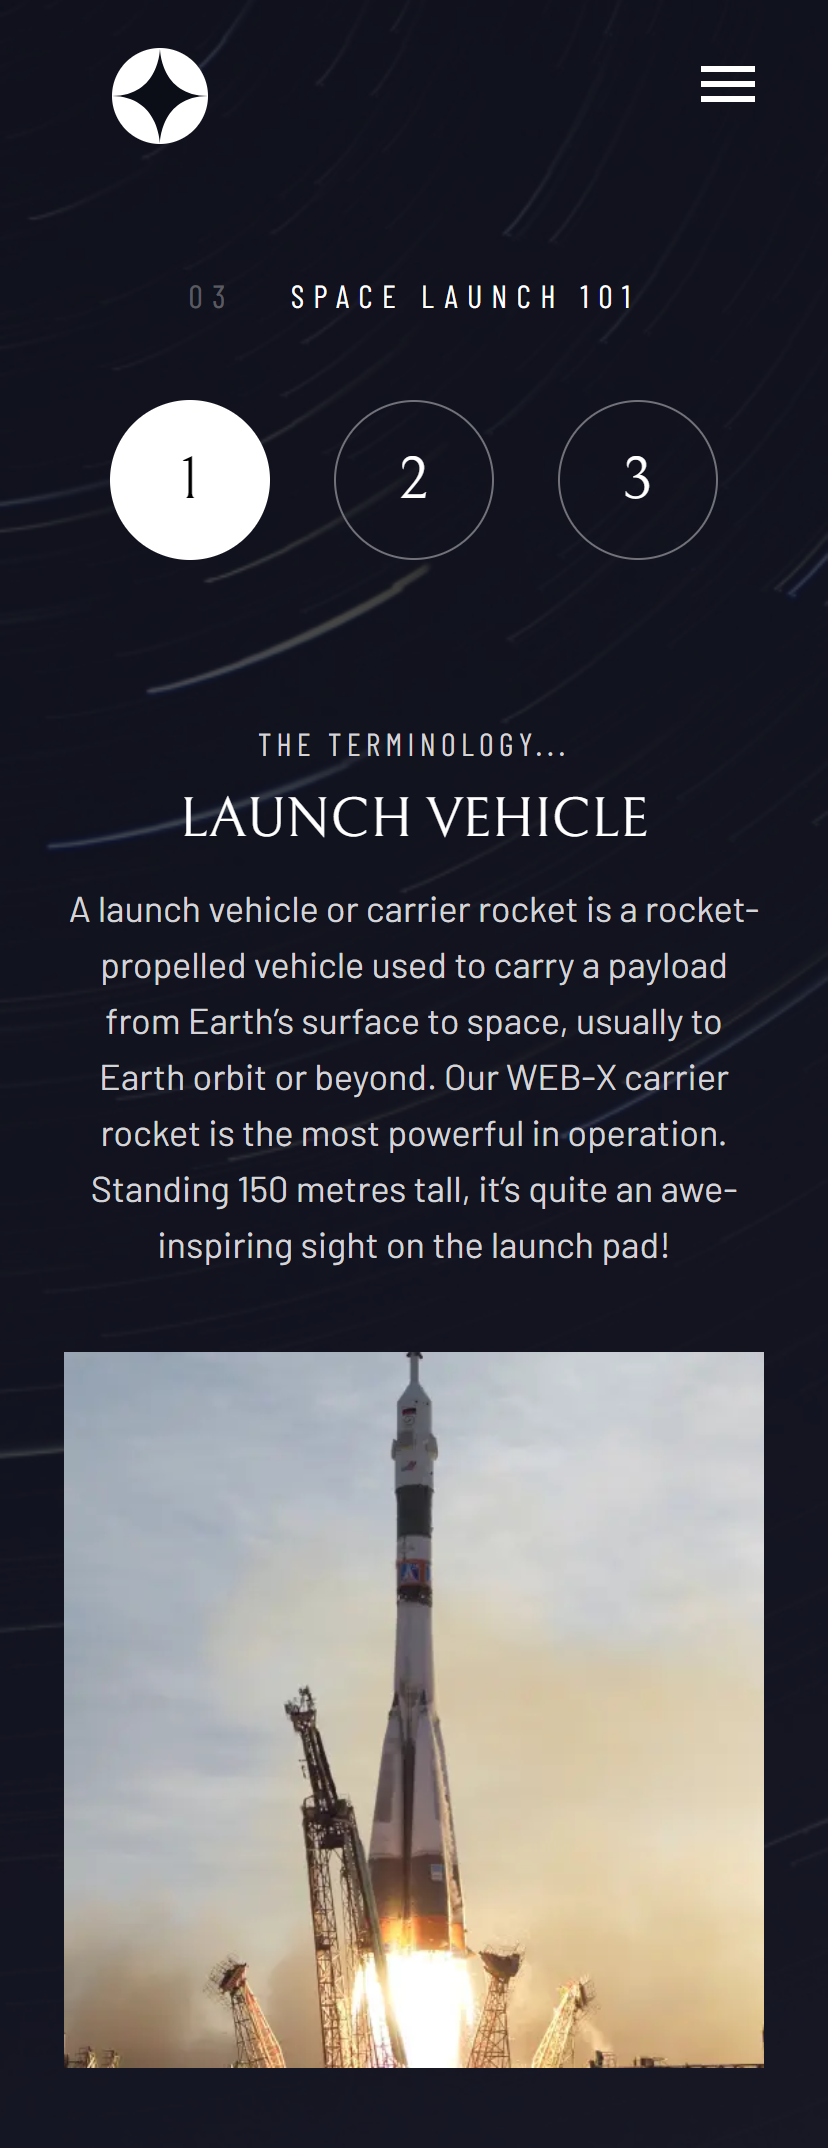 03 SPACE LAUNCH 101
1 2 3
THE TERMINOLOGY...
LAUNCH VEHICLE
A launch vehicle or carrier rocket is a rocket-
propelled vehicle used to carry a payload
from Earth’s surface to space, usually to
Earth orbit or beyond. Our WEB-X carrier
rocket is the most powerful in operation.
Standing 150 metres tall, it’s quite an awe-
inspiring sight on the launch pad!